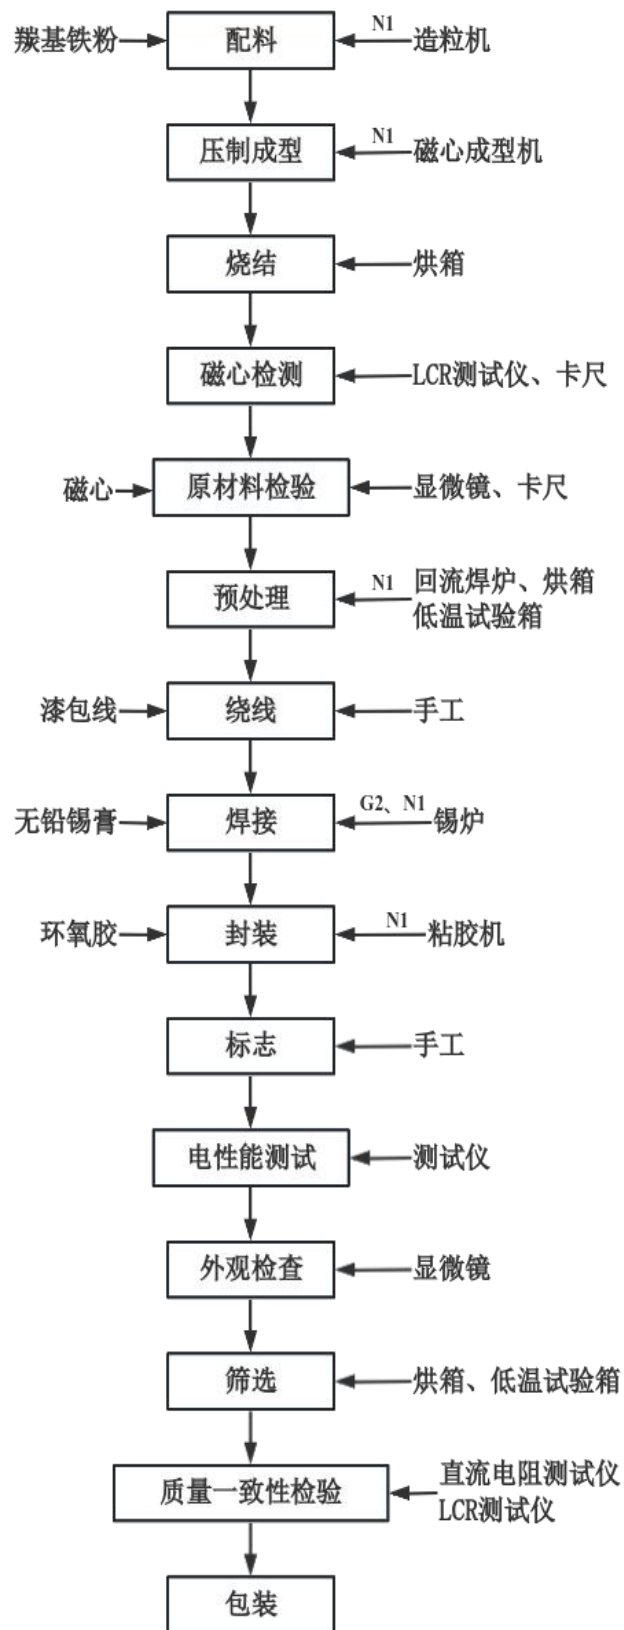 羰基铁粉
配料
N1
造粒机
压制成型
N1
磁心成型机
烧结
烘箱
磁心检测
LCR测试仪、卡尺
磁心
原材料检验
显微镜、卡尺
预处理
N1
回流焊炉、烘箱
低温试验箱
漆包线
绕线
手工
无铅锡膏
焊接
G2、N1
锡炉
环氧胶
封装
N1
粘胶机
标志
手工
电性能测试
测试仪
外观检查
显微镜
筛选
烘箱、低温试验箱
质量一致性检验
直流电阻测试仪
LCR测试仪
包装